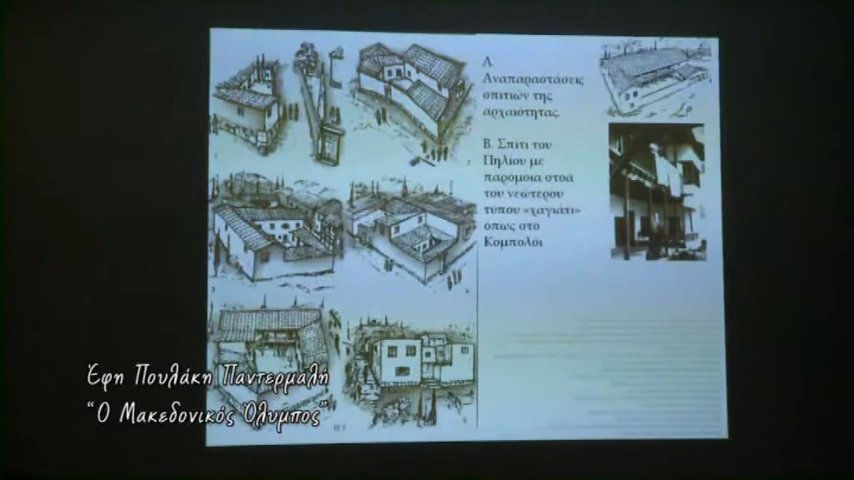 Α.
Αναπαραστάσεις
σπιτιών της
αρχαιότητας.
Β. Σπίτι του
Πηλίου με
παρόμοια στοά
του νεώτερου
τύπου «χαγιάτι»
όπως στο
Κομπολόι
Έφη Πουλάκη Παντερμαλή
“Ο Μακεδονικός Όλυμπος”